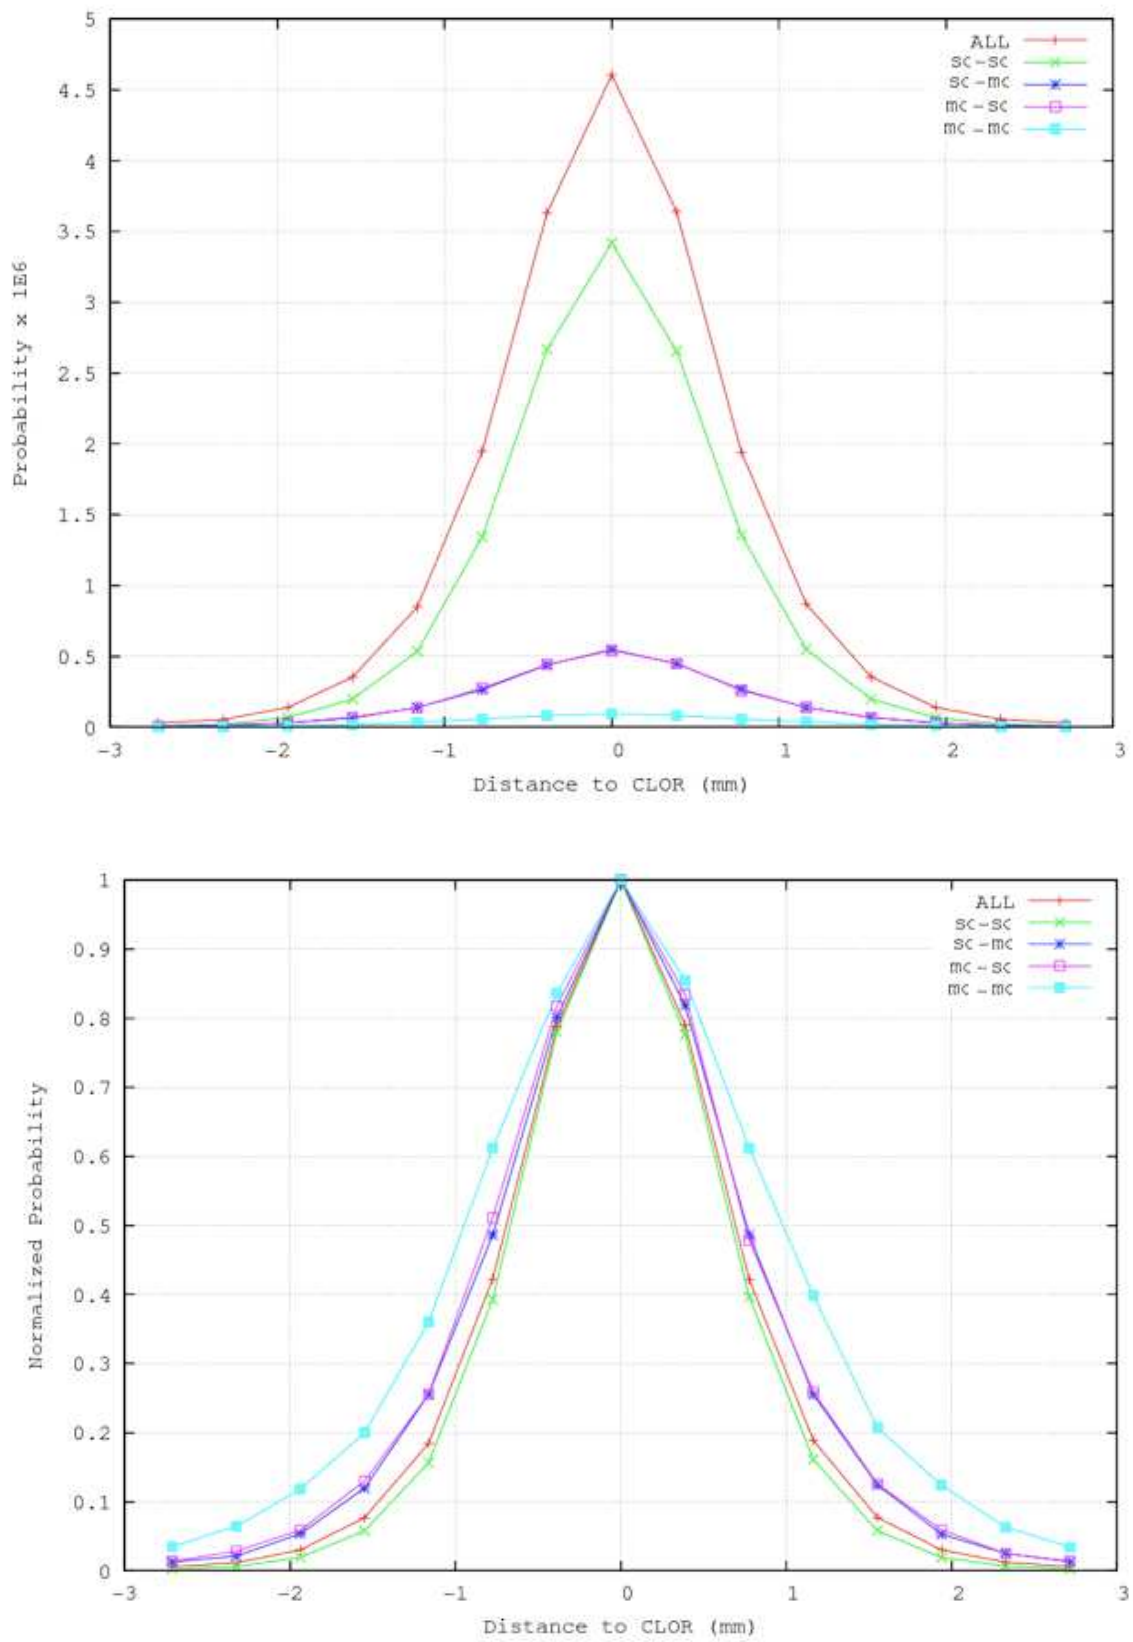 5
4.5
4
3.5
3
2.5
2
1.5
1
0.5
0
Probability x 1E6
ALL
sc-sc
sc-mc
mc-sc
mc-mc
-3 -2 -1 0 1 2 3
Distance to CLOR (mm)
1
0.9
0.8
0.7
0.6
0.5
0.4
0.3
0.2
0.1
0
Normalized Probability
ALL
sc-sc
sc-mc
mc-sc
mc-mc
-3 -2 -1 0 1 2 3
Distance to CLOR (mm)